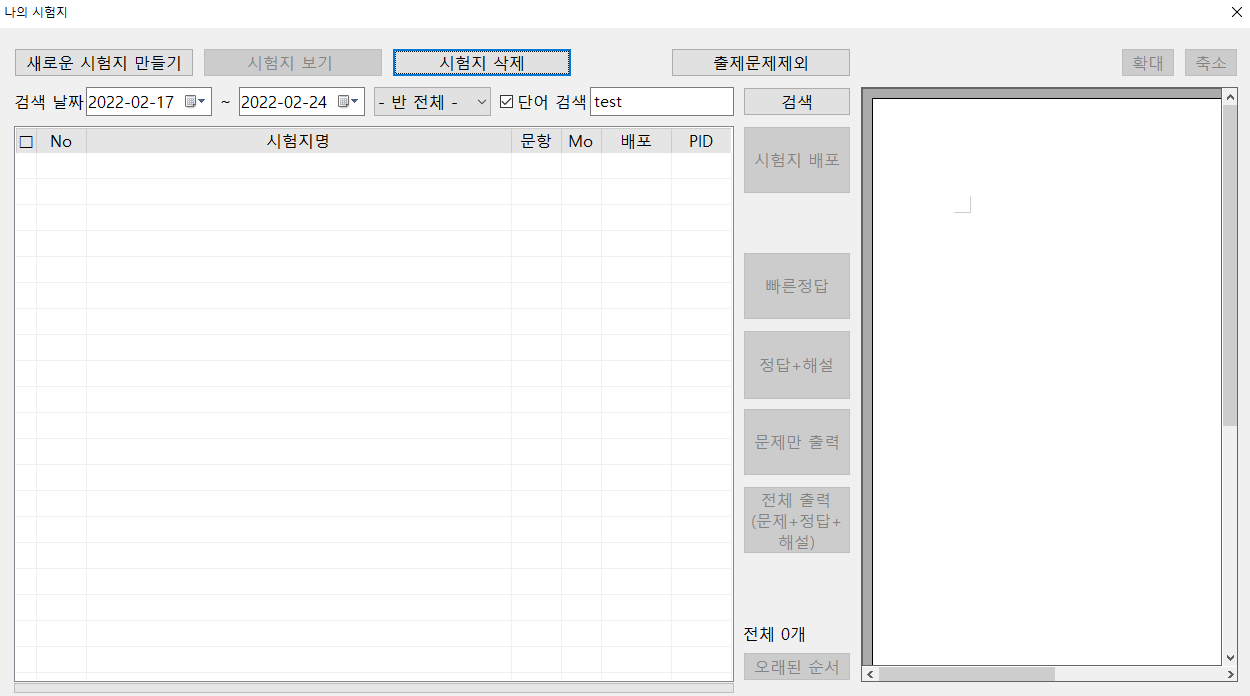 나의 시험지
새로운 시험지 만들기 시험지 보기 시험지 삭제 출제문제제외 확대 축소
검색 날짜 2022-02-17 ~ 2022-02-24 - 반 전체 - 단어 검색 test 검색
No 시험지명 문항 Mo 배포 PID
시험지 배포
빠른정답
정답+해설
문제만 출력
전체 출력
(문제+정답+
해설)
전체 0개
오래된 순서